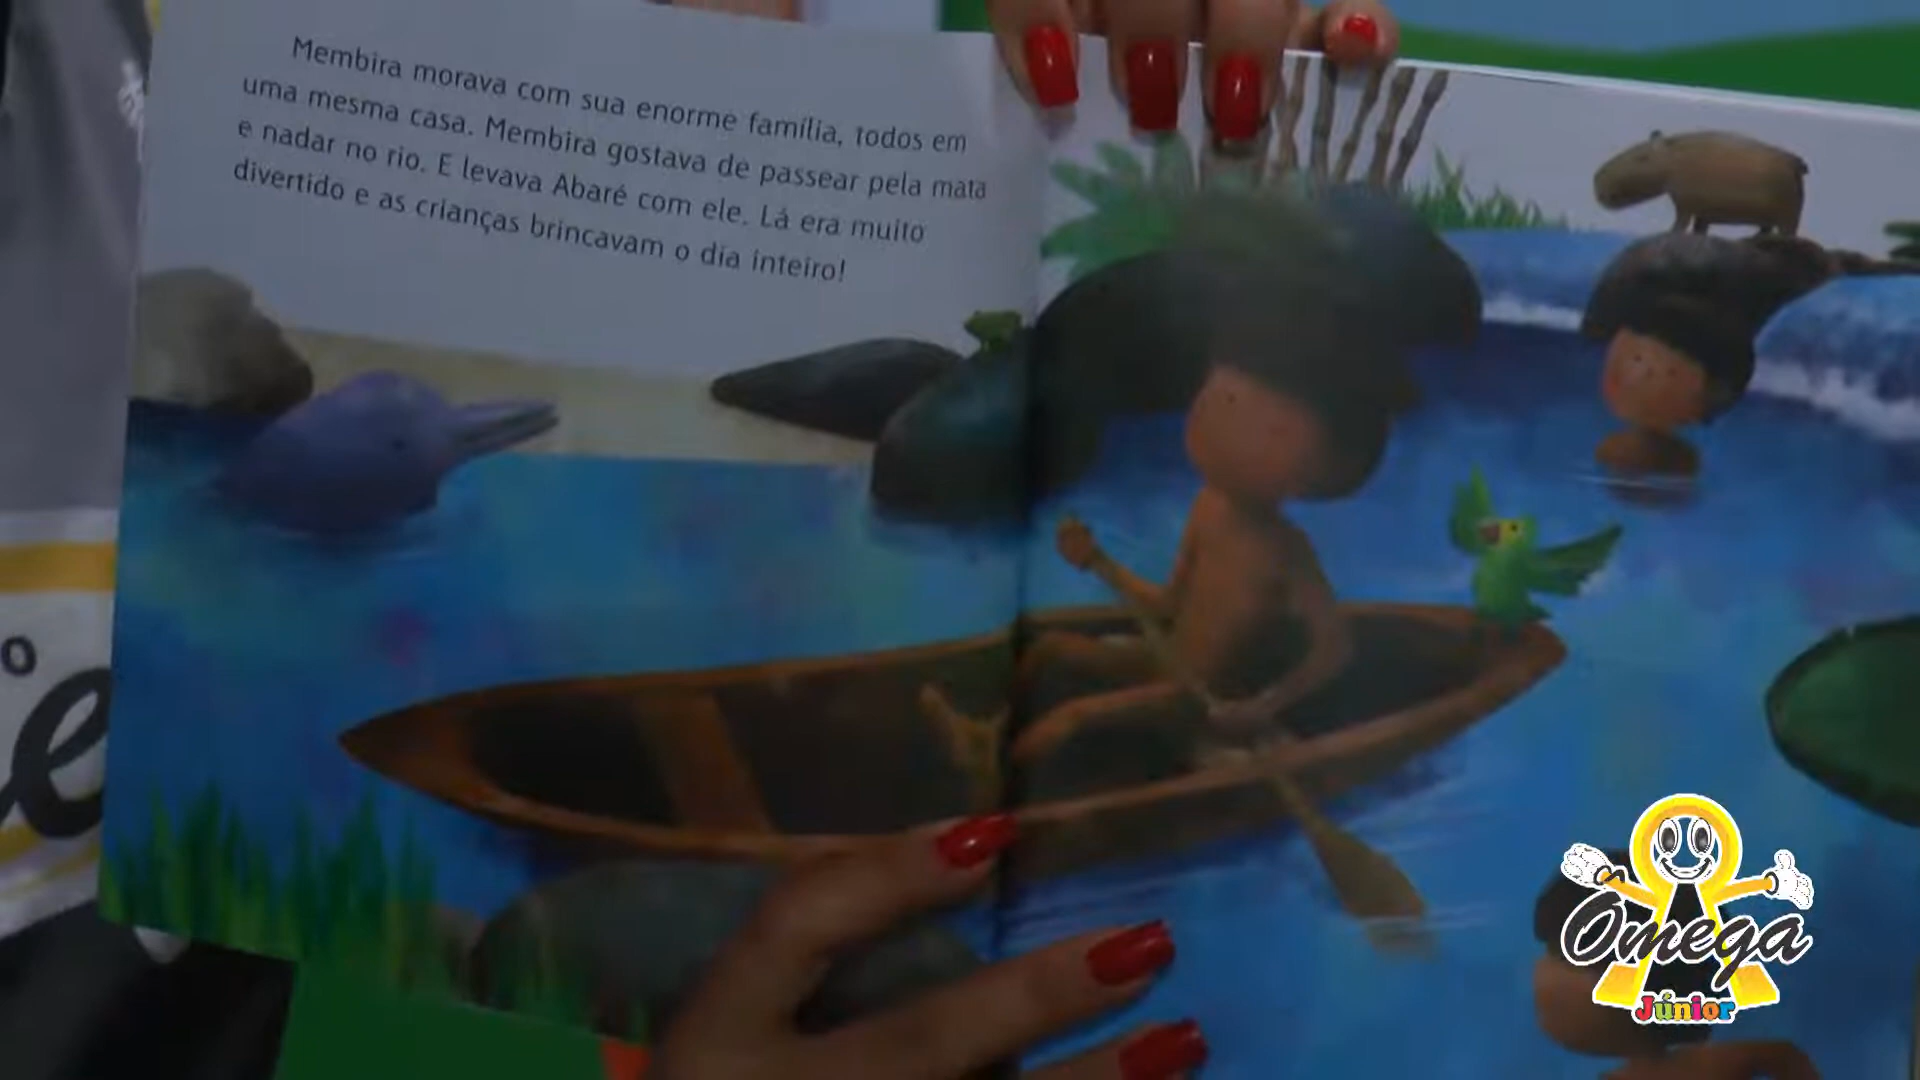 Membira morava com sua enorme família, todos em
uma mesma casa. Membira gostava de passear pela mata
e nadar no rio. E levava Abaré com ele. Lá era muito
divertido e as crianças brincavam o dia inteiro!
Ômega
Júnior